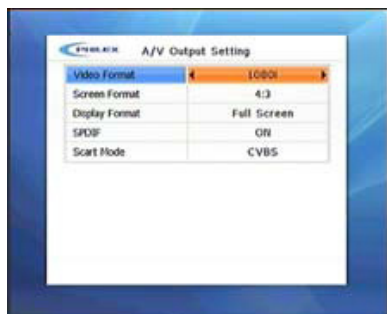 A/V Output Setting
Video Format 1080i
Screen Format 4:3
Display Format Full Screen
SPDIF ON
Scart Mode CVBS